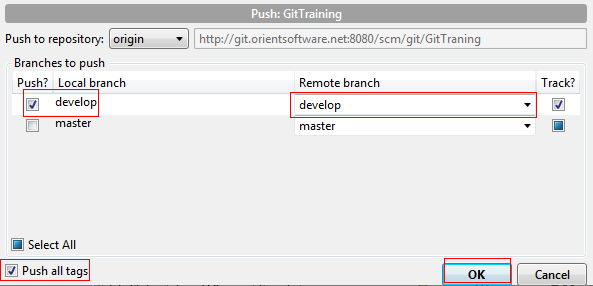 Push: GitTraining
Push to repository: origin http://git.orientsoftware.net:8080/scm/git/GitTraning
Branches to push
Push? Local branch Remote branch Track?
develop develop
master master
Select All
Push all tags OK Cancel